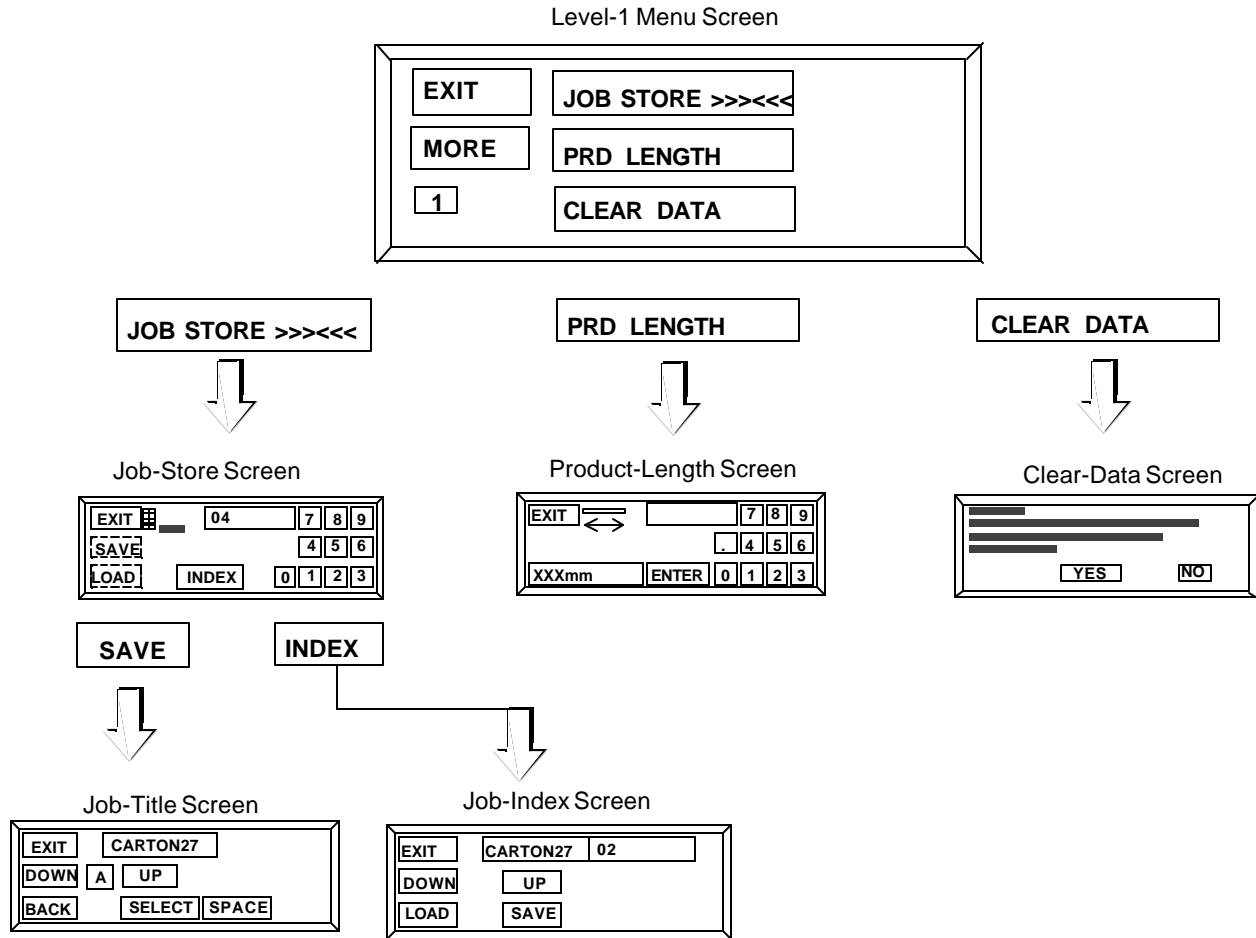 Level-1 Menu Screen
EXIT JOB STORE >>><<<
MORE PRD LENGTH
1 CLEAR DATA
JOB STORE >>><<< PRD LENGTH CLEAR DATA
Job-Store Screen Product-Length Screen Clear-Data Screen
EXIT 04 7 8 9
SAVE 4 5 6
LOAD INDEX 0 1 2 3
EXIT 7 8 9
. 4 5 6
XXXmm ENTER 0 1 2 3
YES NO
SAVE INDEX
Job-Title Screen
EXIT CARTON27
DOWN A UP
BACK SELECT SPACE
Job-Index Screen
EXIT CARTON27 02
DOWN UP
LOAD SAVE